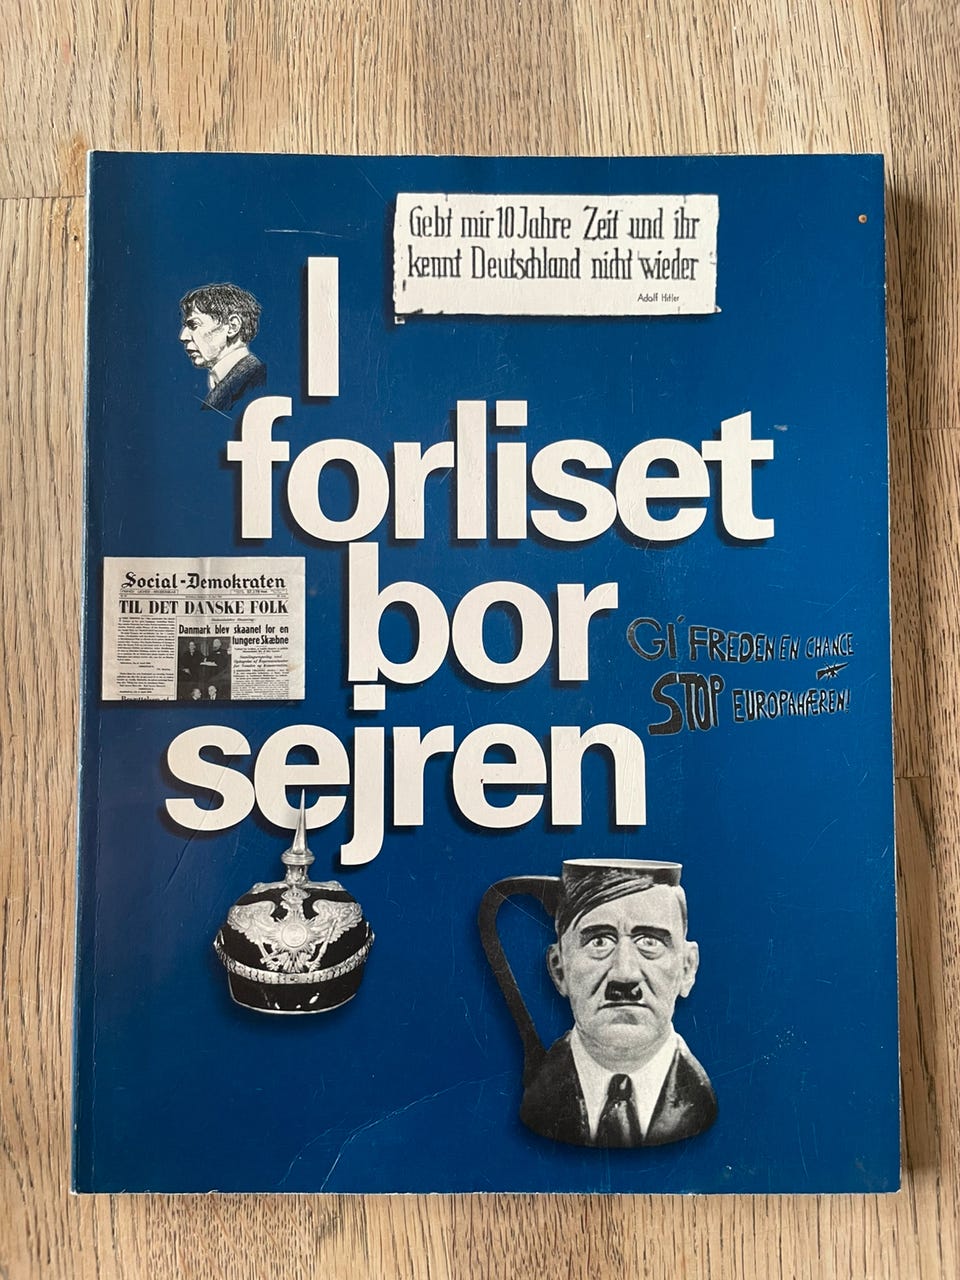 Gebt mir 10 Jahre Zeit und ihr
kennt Deutschland nicht wieder
Adolf Hitler
I
forliset
bor
sejren
Social-Demokraten
TIL DET DANSKE FOLK
Danmark blev skaanet for en
tungere Skæbne
GI' FREDEN EN CHANCE
STOP EUROPAHÆREN!